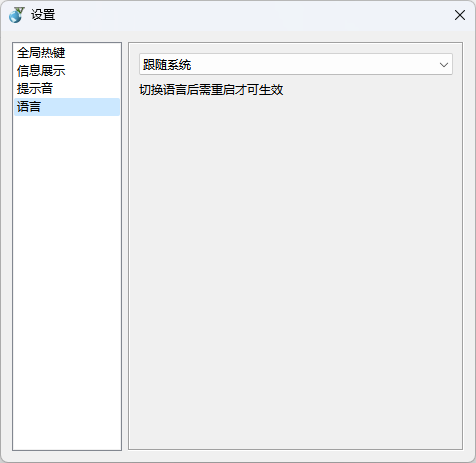 设置
全局热键
信息展示
提示音
语言
跟随系统
切换语言后需重启才可生效